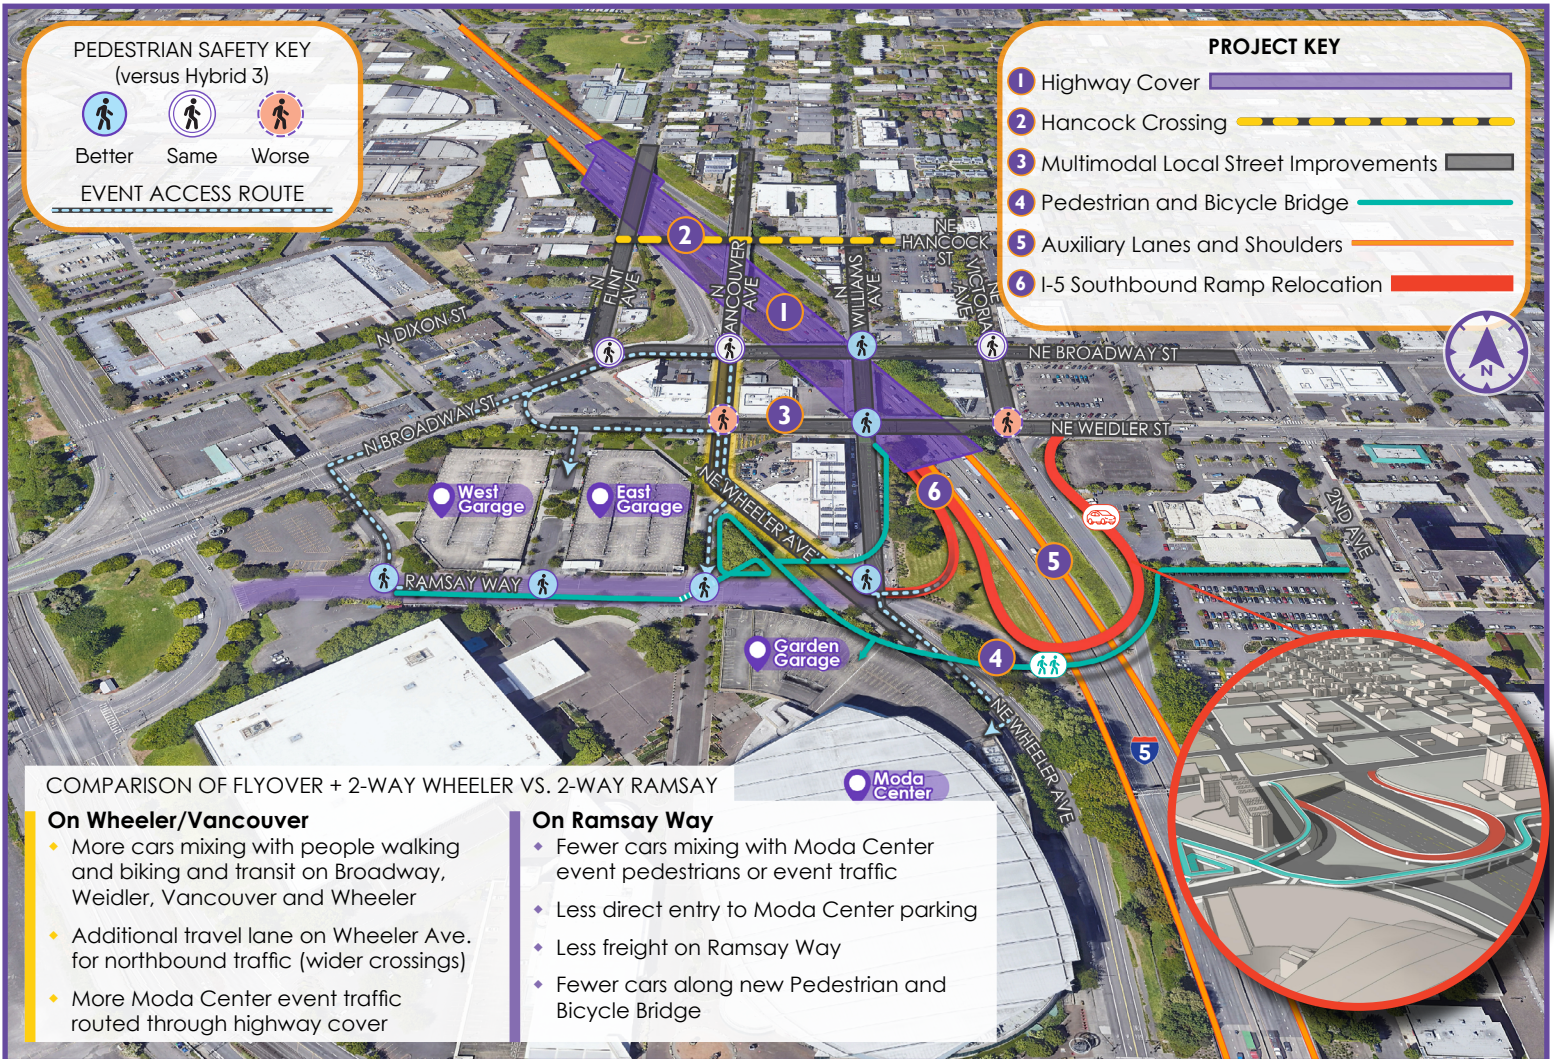 PEDESTRIAN SAFETY KEY
(versus Hybrid 3)
Better Same Worse
EVENT ACCESS ROUTE
PROJECT KEY
1 Highway Cover
2 Hancock Crossing
3 Multimodal Local Street Improvements
4 Pedestrian and Bicycle Bridge
5 Auxiliary Lanes and Shoulders
6 I-5 Southbound Ramp Relocation
N
2
NE
HANCOCK
ST
N
FLINT
AVE
N
VANCOUVER
AVE
N
WILLIAMS
AVE
NE
VICTORIA
AVE
1
N DIXON ST
NE BROADWAY ST
N BROADWAY ST
3
NE WEIDLER ST
West
Garage
East
Garage
NE WHEELER AVE
6
2ND AVE
5
RAMSAY WAY
Garden
Garage
4
NE WHEELER AVE
5
Moda
Center
COMPARISON OF FLYOVER + 2-WAY WHEELER VS. 2-WAY RAMSAY
On Wheeler/Vancouver
More cars mixing with people walking
and biking and transit on Broadway,
Weidler, Vancouver and Wheeler
Additional travel lane on Wheeler Ave.
for northbound traffic (wider crossings)
More Moda Center event traffic
routed through highway cover
On Ramsay Way
Fewer cars mixing with Moda Center
event pedestrians or event traffic
Less direct entry to Moda Center parking
Less freight on Ramsay Way
Fewer cars along new Pedestrian and
Bicycle Bridge